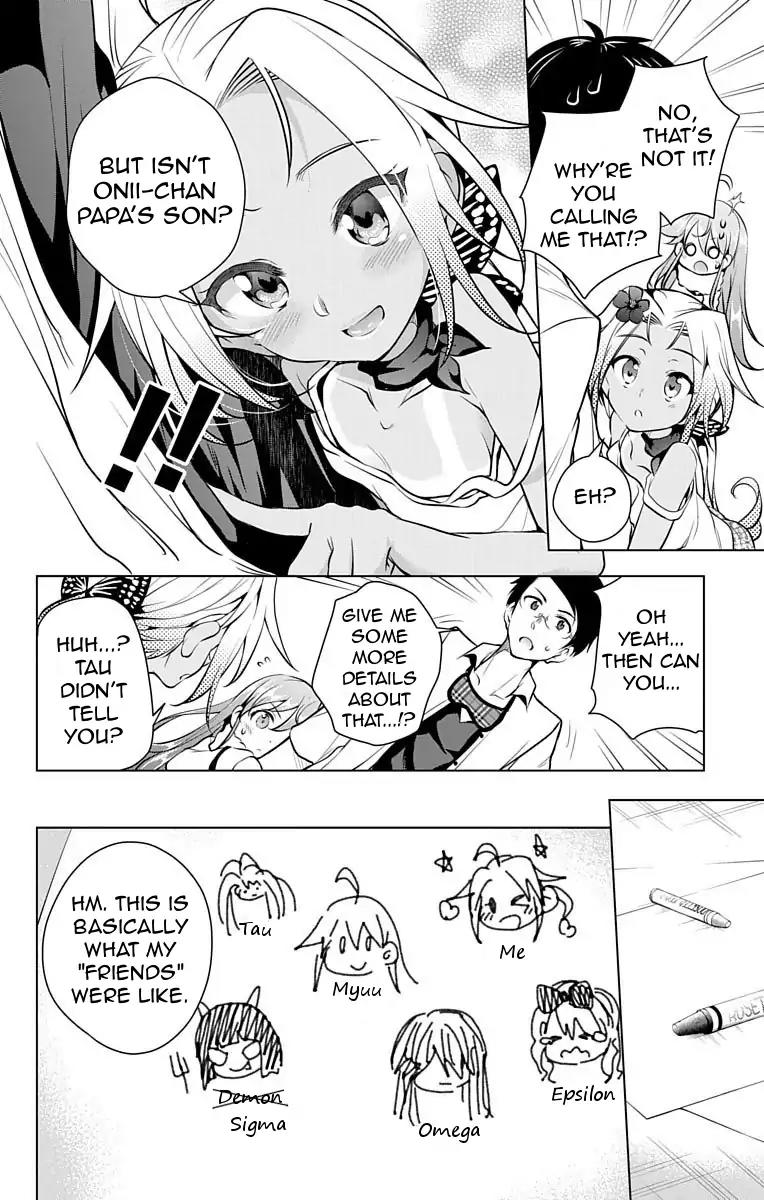 NO,
THAT'S
NOT IT!
WHY'RE
YOU
CALLING
ME THAT!?
EH?
BUT ISN'T
ONII-CHAN
PAPA'S SON?
!!
OH
YEAH...
THEN CAN
YOU...
GIVE ME
SOME
MORE
DETAILS
ABOUT
THAT...!?
HUH...?
TAU
DIDN'T
TELL
YOU?
HM. THIS IS
BASICALLY
WHAT MY
"FRIENDS"
WERE LIKE.
Tau
Myuu
Me
Demon
Sigma
Omega
Epsilon